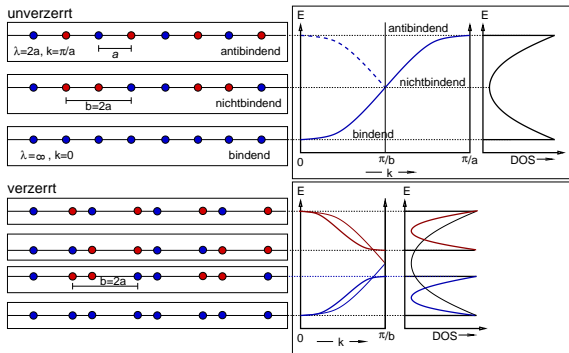 unverzerrt
λ=2a, k=π/a
a
antibindend
b=2a
nichtbindend
λ=∞, k=0
bindend
E
E
antibindend
nichtbindend
bindend
0
π/b
π/a
k
DOS
verzerrt
b=2a
E
E
0
π/b
k
DOS